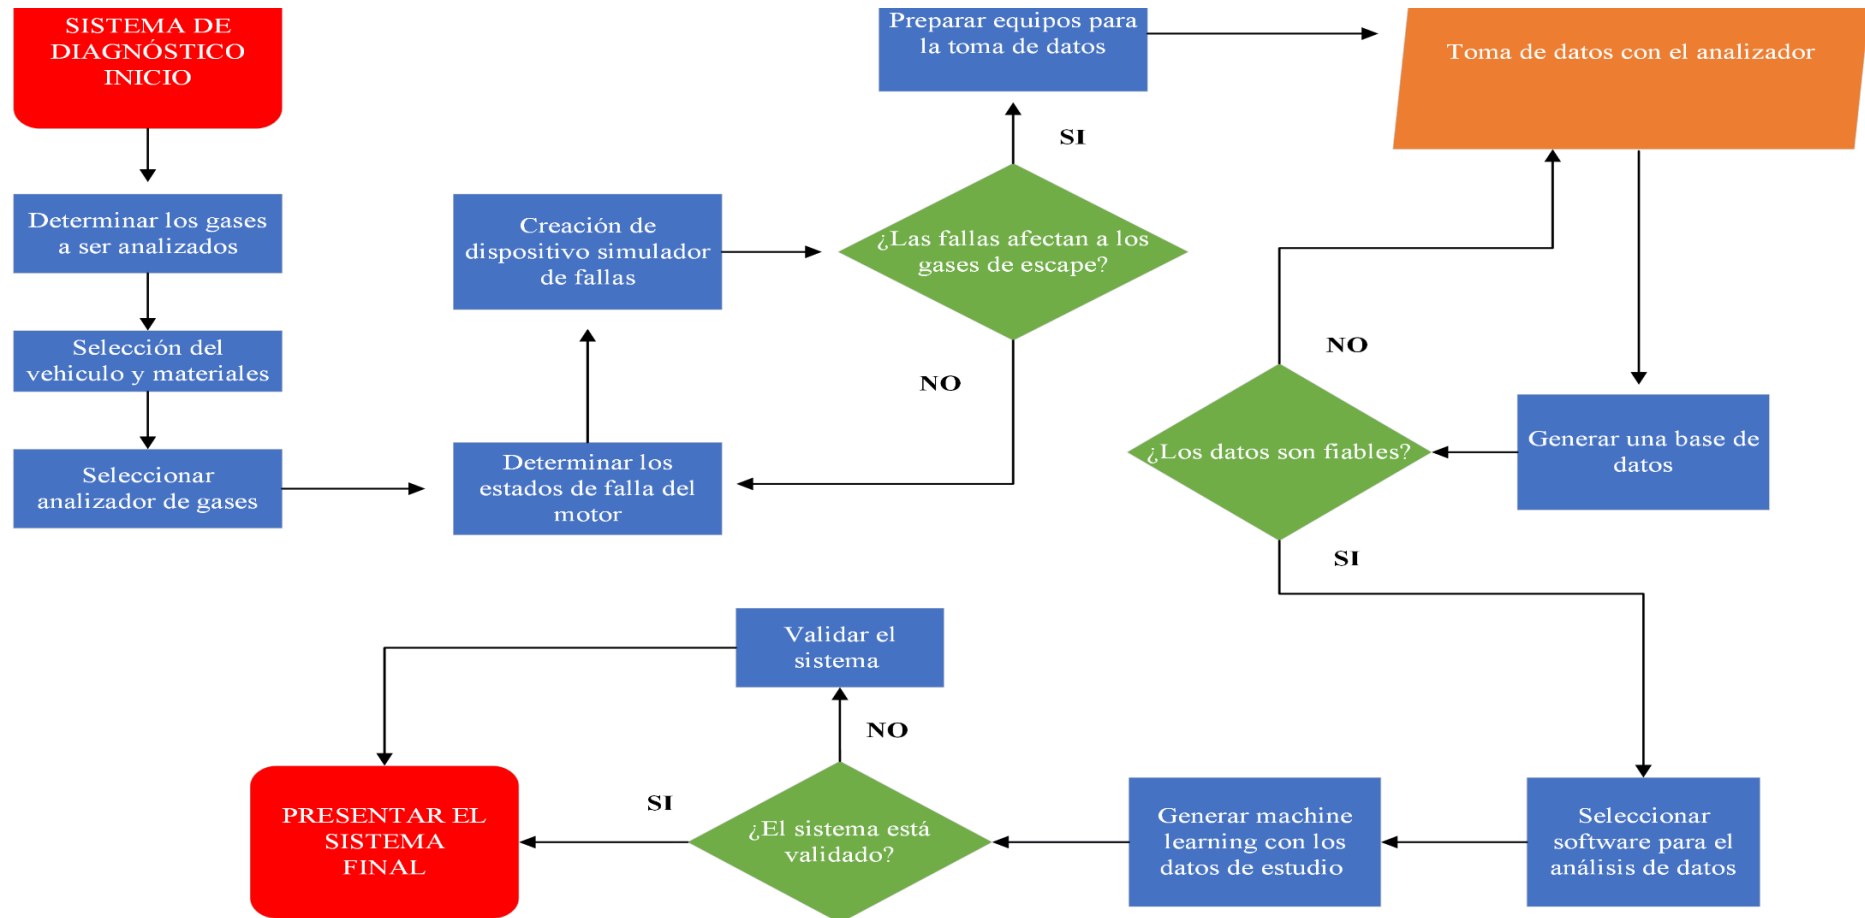 SISTEMA DE
DIAGNÓSTICO
INICIO
Determinar los gases
a ser analizados
Selección del
vehiculo y materiales
Seleccionar
analizador de gases
Determinar los
estados de falla del
motor
Creación de
dispositivo simulador
de fallas
¿Las fallas afectan a los
gases de escape?
SI
NO
Preparar equipos para
la toma de datos
Toma de datos con el analizador
Generar una base de
datos
¿Los datos son fiables?
NO
SI
Seleccionar
software para el
análisis de datos
Generar machine
learning con los
datos de estudio
¿El sistema está
validado?
NO
SI
Validar el
sistema
PRESENTAR EL
SISTEMA
FINAL